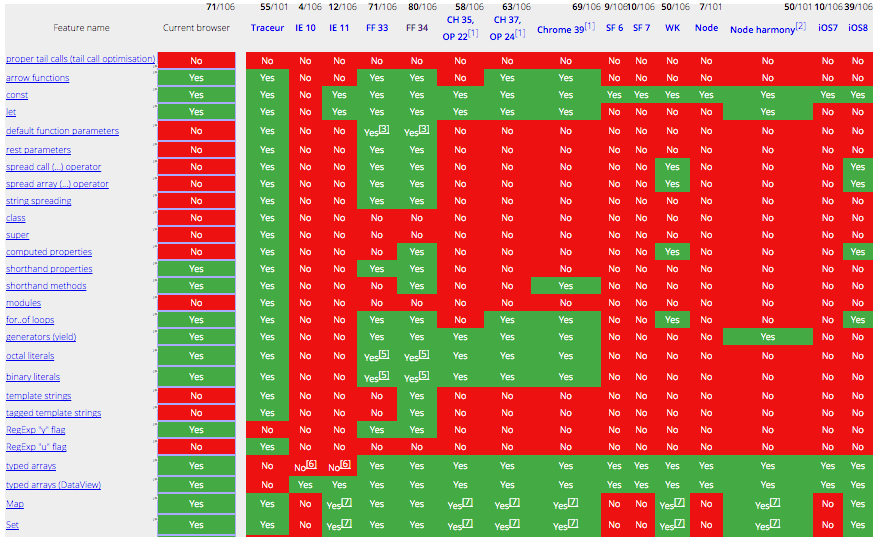 71/106 55/101 4/106 12/106 71/106 80/106 58/106 63/106 69/106 9/106 10/106 50/106 7/101 50/101 10/106 39/106
Feature name Current browser Traceur IE 10 IE 11 FF 33 FF 34 CH 35, OP 22[1] CH 37, OP 24[1] Chrome 39[1] SF 6 SF 7 WK Node Node harmony[2] iOS7 iOS8
proper tail calls (tail call optimisation) No No No No No No No No No No No No No No No No
arrow functions Yes Yes No No Yes Yes No Yes Yes No No No No No No No
const Yes Yes No Yes Yes Yes Yes Yes Yes Yes Yes Yes Yes Yes Yes Yes
let Yes Yes No Yes Yes Yes Yes Yes Yes No No No No Yes No No
default function parameters No Yes No No Yes[3] Yes[3] No No No No No No No No No No
rest parameters No Yes No No Yes Yes No No No No No No No No No No
spread call (...) operator No Yes No No Yes Yes No No No No No Yes No No No Yes
spread array (...) operator No Yes No No Yes Yes No No No No No Yes No No No Yes
string spreading No Yes No No Yes Yes No No No No No No No No No No
class No Yes No No No No No No No No No No No No No No
super No Yes No No No No No No No No No No No No No No
computed properties No Yes No No No Yes No No No No No Yes No No No Yes
shorthand properties Yes Yes No No Yes Yes No No No No No No No No No No
shorthand methods Yes Yes No No No Yes No No Yes No No No No No No No
modules No Yes No No No No No No No No No No No No No No
for..of loops Yes Yes No No Yes Yes No Yes Yes No No Yes No No No Yes
generators (yield) Yes Yes No No Yes Yes Yes Yes Yes No No No No Yes No No
octal literals Yes Yes No No Yes[5] Yes[5] Yes Yes Yes No No No No No No No
binary literals Yes Yes No No Yes[5] Yes[5] Yes Yes Yes No No No No No No No
template strings No Yes No No No Yes No No No No No No No No No No
tagged template strings No Yes No No No Yes No No No No No No No No No No
RegExp "y" flag Yes No No No Yes Yes No No No No No No No No No No
RegExp "u" flag No Yes No No No No No No No No No No No No No No
typed arrays Yes No No[6] No[6] Yes Yes Yes Yes Yes Yes Yes Yes Yes Yes Yes Yes
typed arrays (DataView) Yes No Yes Yes Yes Yes Yes Yes Yes Yes Yes Yes Yes Yes Yes Yes
Map Yes Yes No Yes[7] Yes Yes Yes[7] Yes[7] Yes[7] No No Yes[7] No Yes[7] No Yes
Set Yes Yes No Yes[7] Yes Yes Yes[7] Yes[7] Yes[7] No No Yes[7] No Yes[7] No Yes